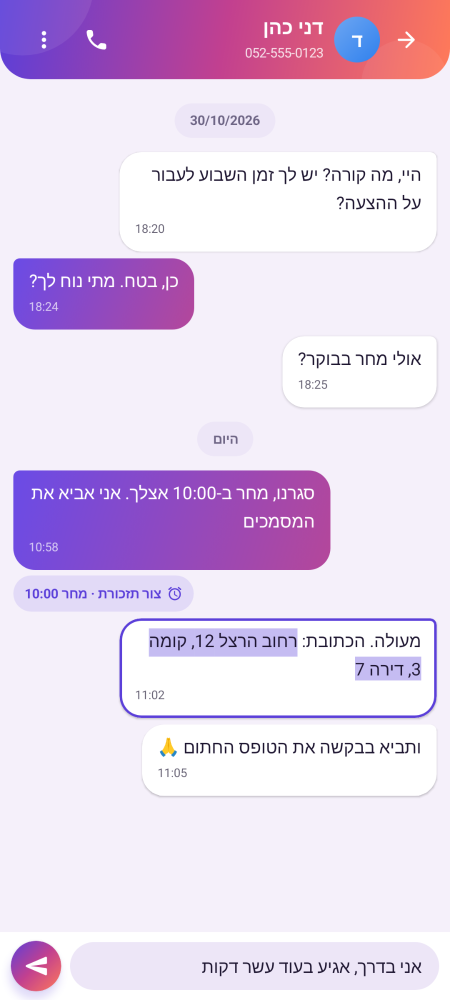 דני כהן
ד
052-555-0123
30/10/2026
היי, מה קורה? יש לך זמן השבוע לעבור
על ההצעה?
18:20
כן, בטח. מתי נוח לך?
18:24
אולי מחר בבוקר?
18:25
היום
סגרנו, מחר ב-10:00 אצלך. אני אביא את
המסמכים
10:58
צור תזכורת · מחר 10:00
מעולה. הכתובת: רחוב הרצל 12, קומה
3, דירה 7
11:02
ותביא בבקשה את הטופס החתום 🙏
11:05
אני בדרך, אגיע בעוד עשר דקות